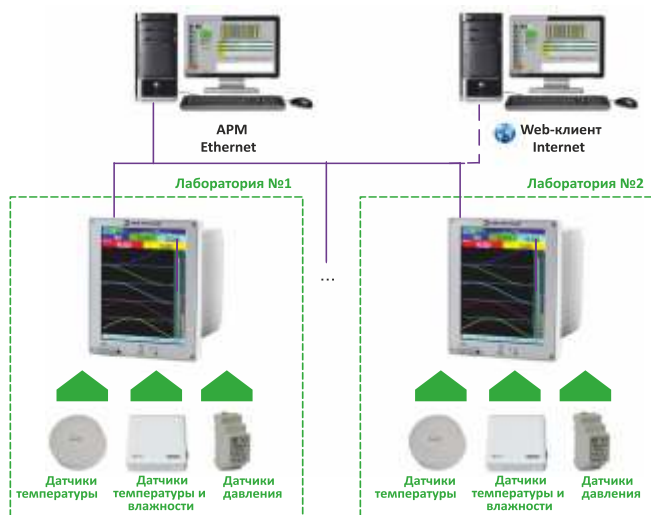 АРМ
Ethernet
Web-клиент
Internet
Лаборатория №1
Лаборатория №2
...
Датчики
температуры
Датчики
температуры и
влажности
Датчики
давления
Датчики
температуры
Датчики
температуры и
влажности
Датчики
давления